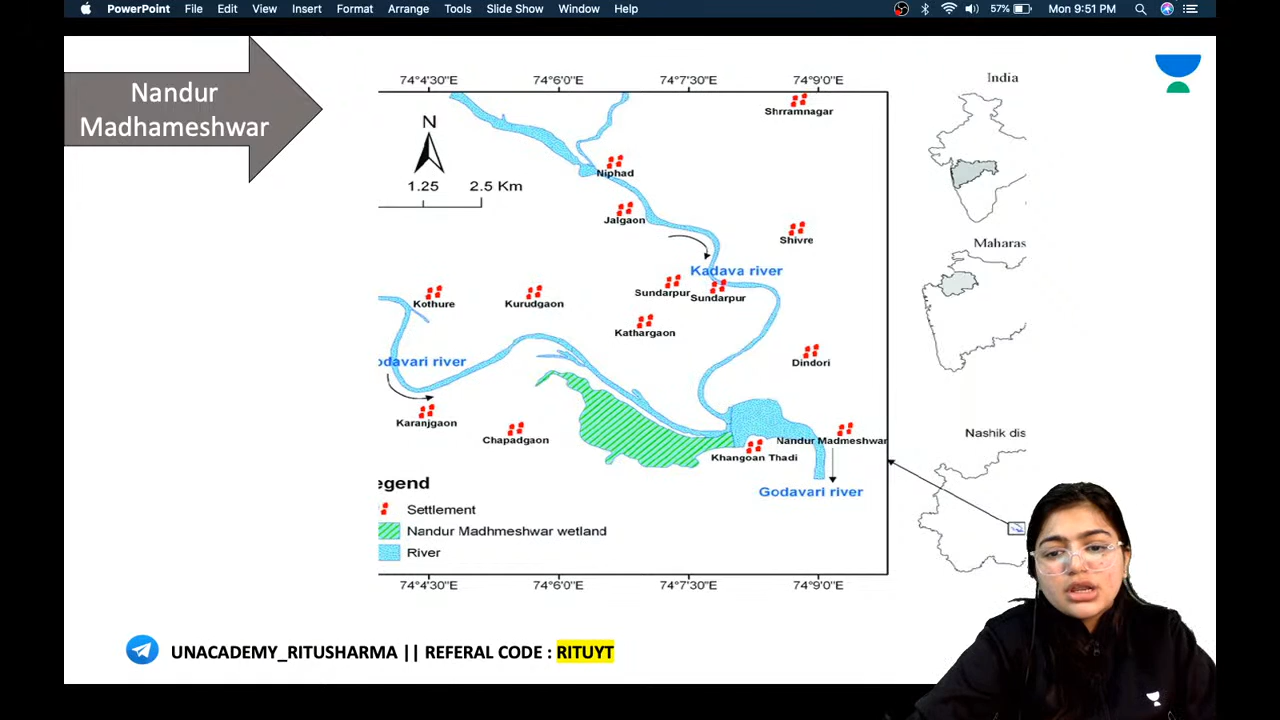 PowerPoint File Edit View Insert Format Arrange Tools Slide Show Window Help 57% Mon 9:51 PM
Nandur
Madhameshwar
74°4'30"E 74°6'0"E 74°7'30"E 74°9'0"E
India
Shrramnagar
N
Niphad
1.25 2.5 Km
Jalgaon
Shivre
Maharas
Kadava river
Sundarpur
Sundarpur
Kothure
Kurudgaon
Kathargaon
odavari river
Dindori
Karanjgaon
Chapadgaon
Nandur Madmeshwar
Khangoan Thadi
Nashik dis
egend
Godavari river
Settlement
Nandur Madhmeshwar wetland
River
74°4'30"E 74°6'0"E 74°7'30"E 74°9'0"E
UNACADEMY_RITUSHARMA || REFERAL CODE : RITUYT